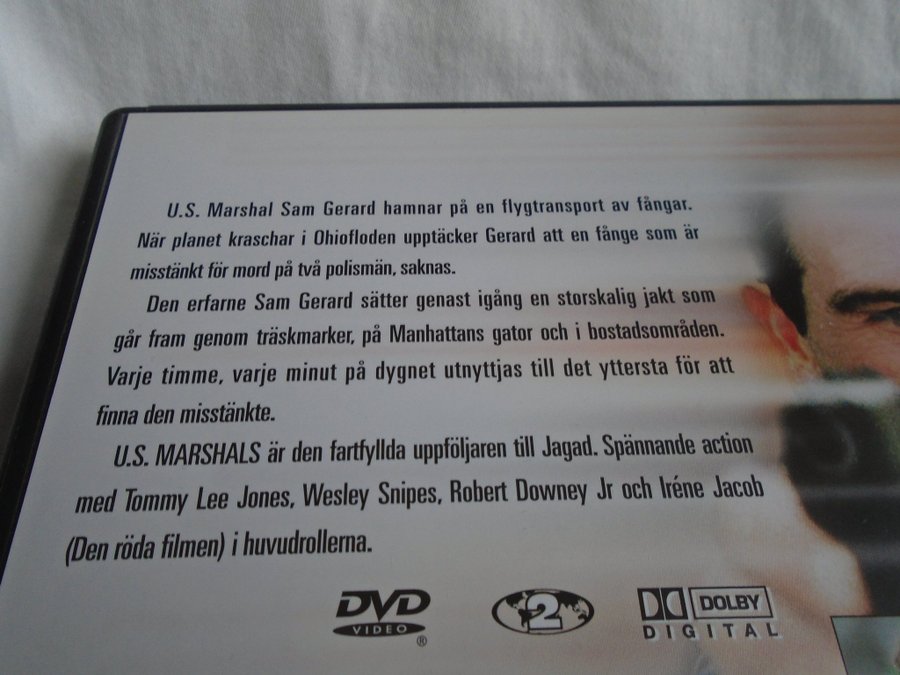 U.S. Marshal Sam Gerard hamnar på en flygtransport av fångar.
När planet kraschar i Ohiofloden upptäcker Gerard att en fånge som är
misstänkt för mord på två polismän, saknas.
Den erfarne Sam Gerard sätter genast igång en storskalig jakt som
går fram genom träskmarker, på Manhattans gator och i bostadsområden.
Varje timme, varje minut på dygnet utnyttjas till det yttersta för att
finna den misstänkte.
U.S. MARSHALS är den fartfyllda uppföljaren till Jagad. Spännande action
med Tommy Lee Jones, Wesley Snipes, Robert Downey Jr och Iréne Jacob
(Den röda filmen) i huvudrollerna.
DVD 2 DOLBY
VIDEO ® DIGITAL